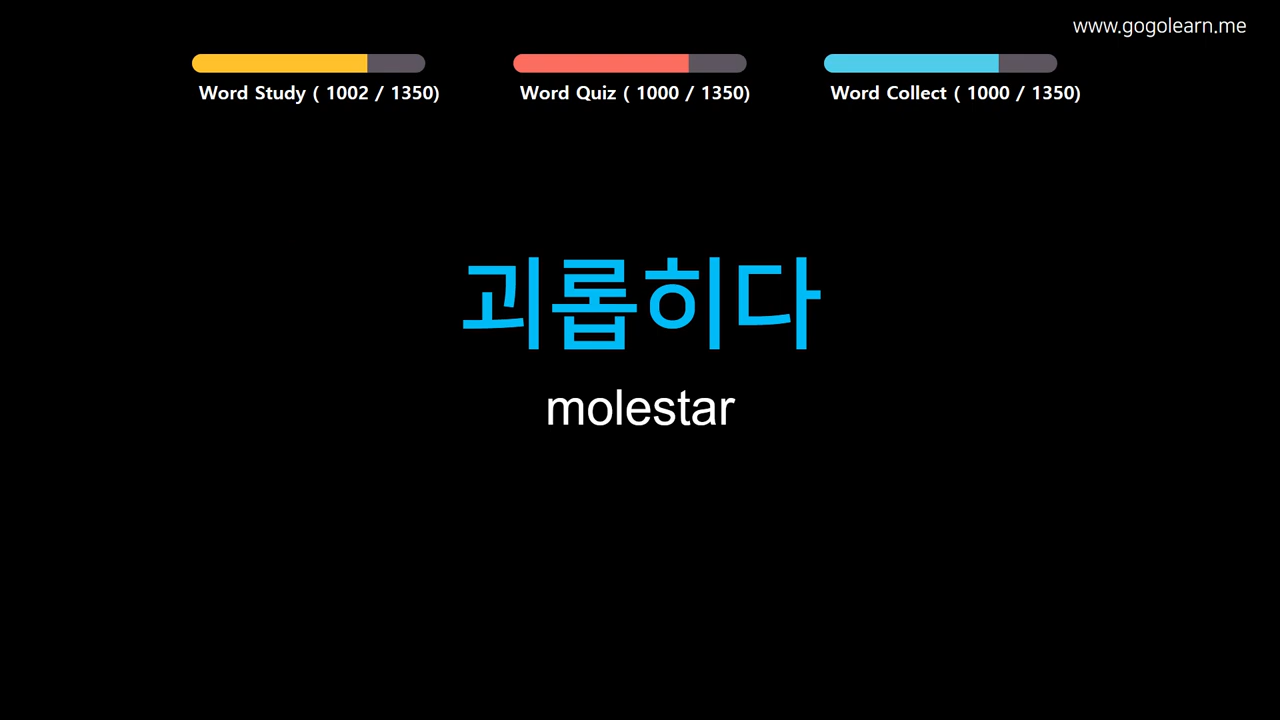 www.gogolearn.me
Word Study ( 1002 / 1350)
Word Quiz ( 1000 / 1350)
Word Collect ( 1000 / 1350)
괴롭히다
molestar